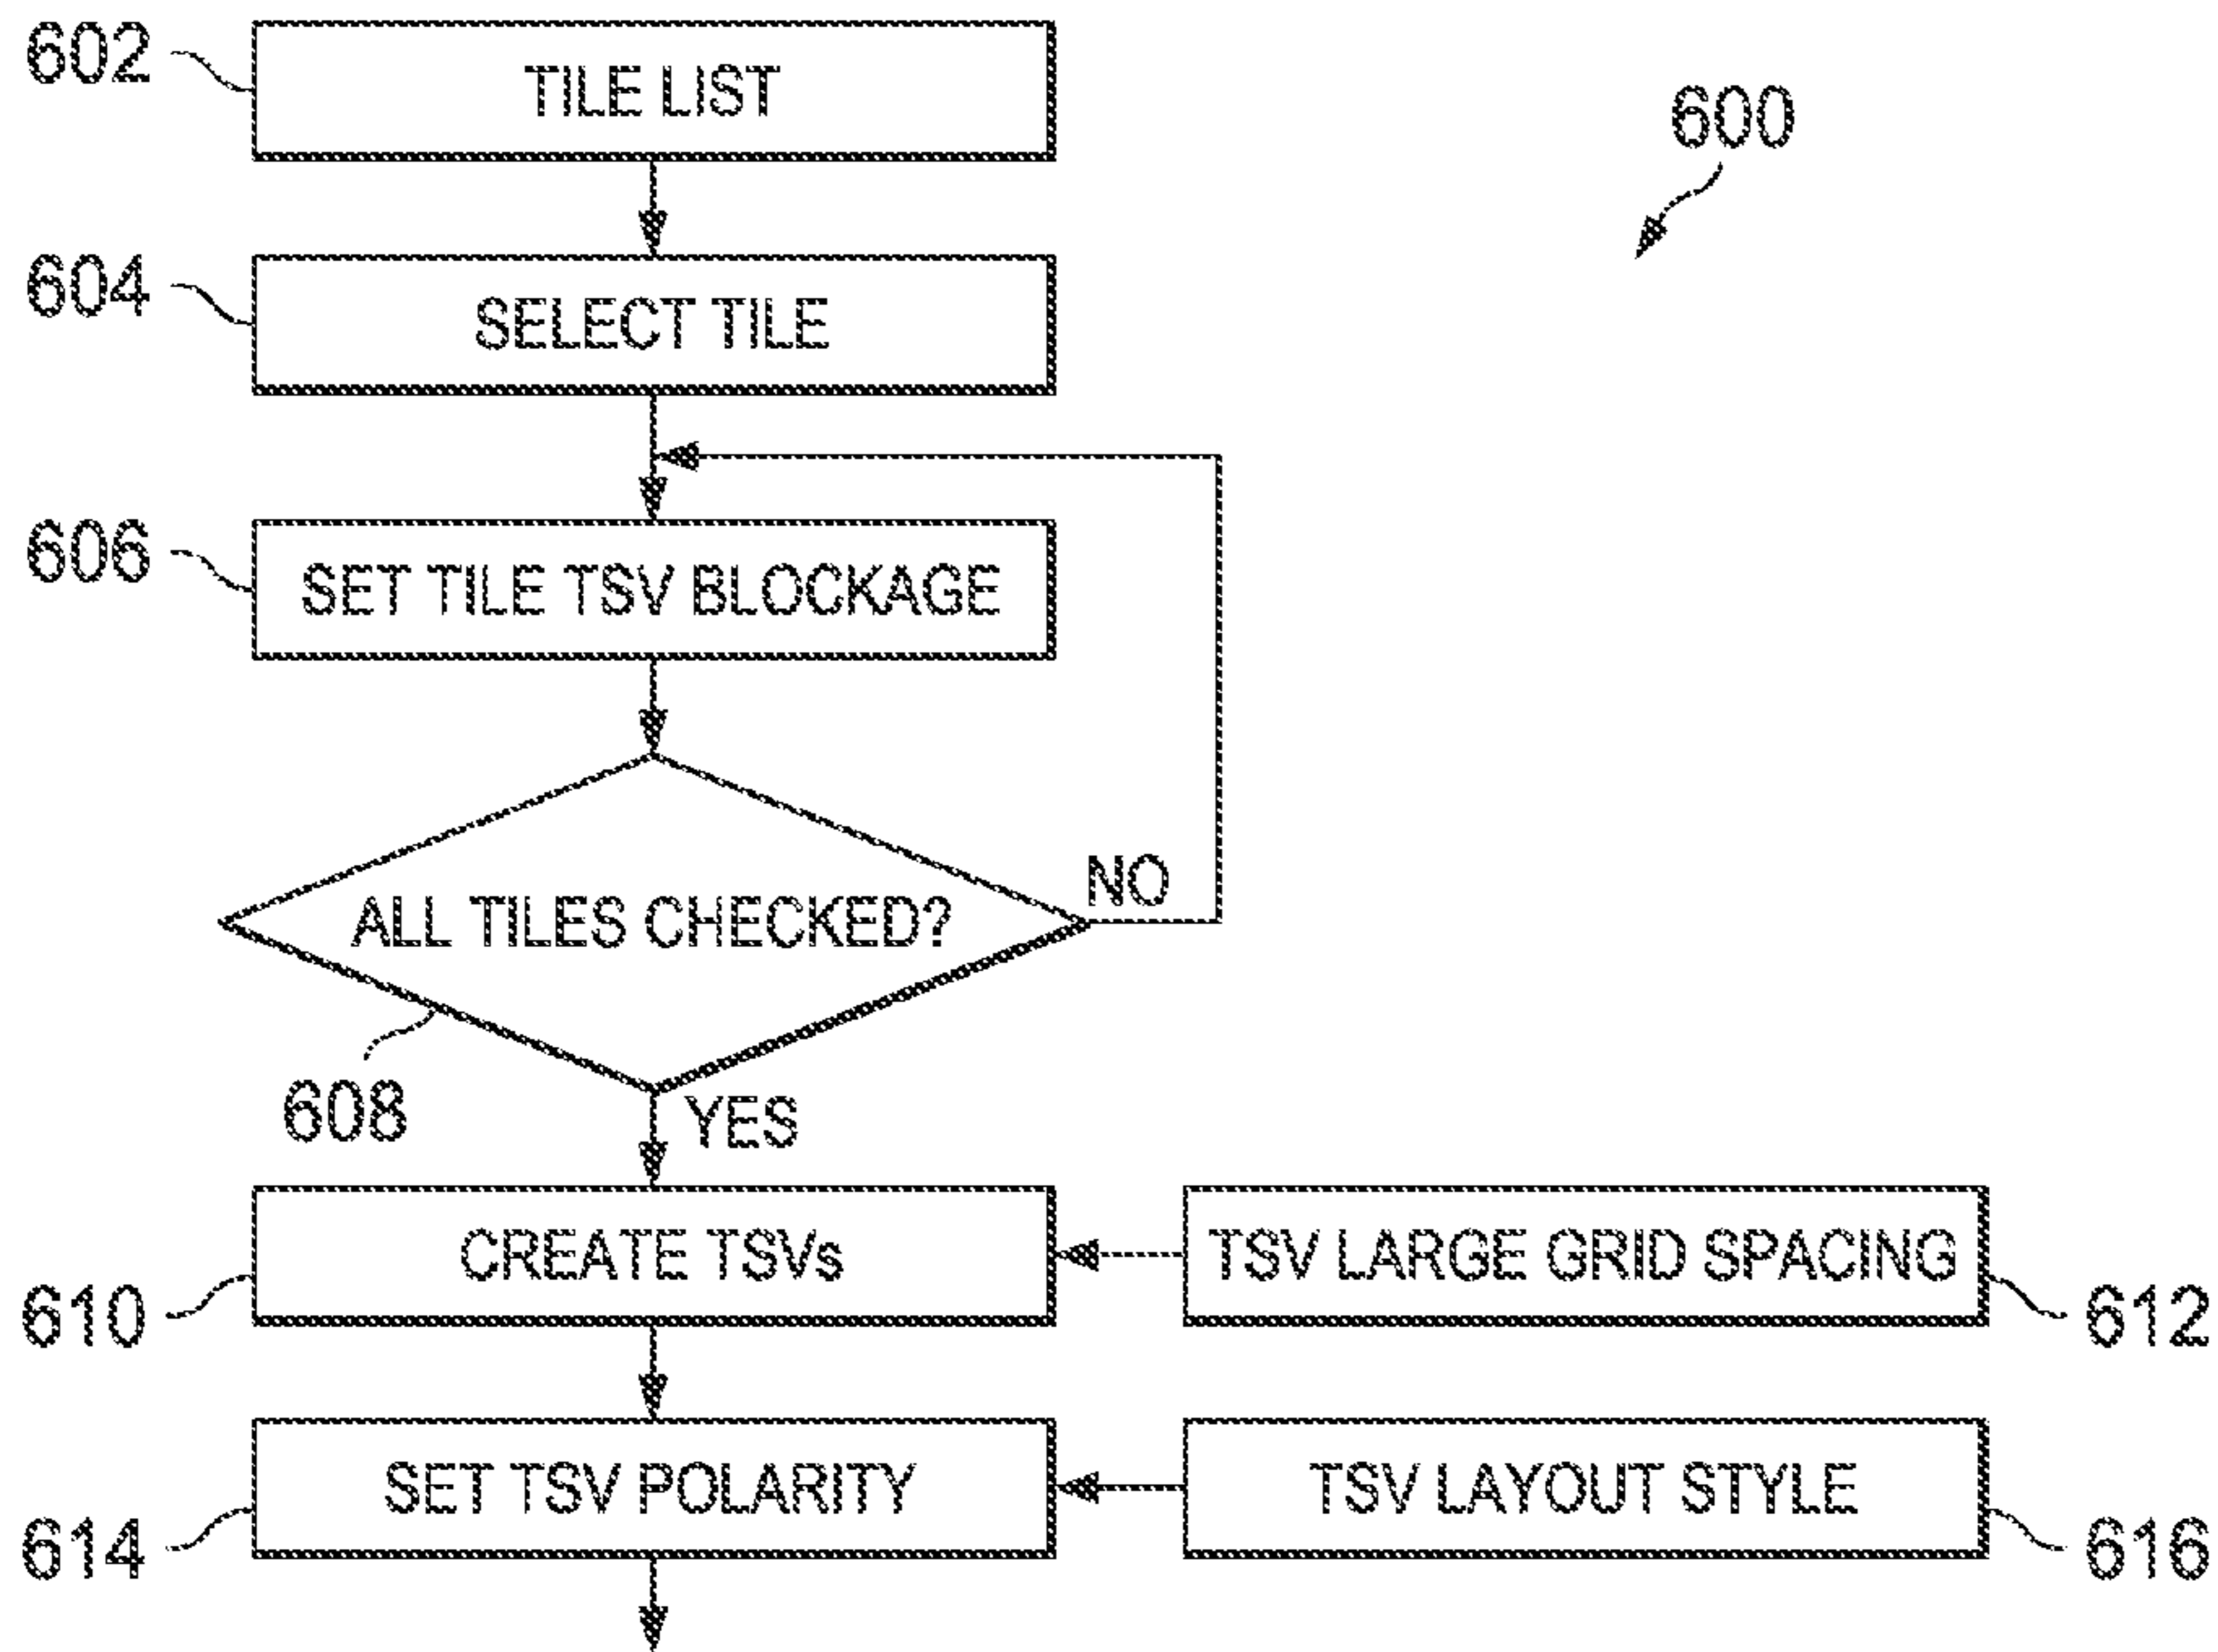 602
TILE LIST
600
604
SELECT TILE
606
SET TILE TSV BLOCKAGE
ALL TILES CHECKED?
NO
608
YES
CREATE TSVs
TSV LARGE GRID SPACING
610
612
SET TSV POLARITY
TSV LAYOUT STYLE
614
616